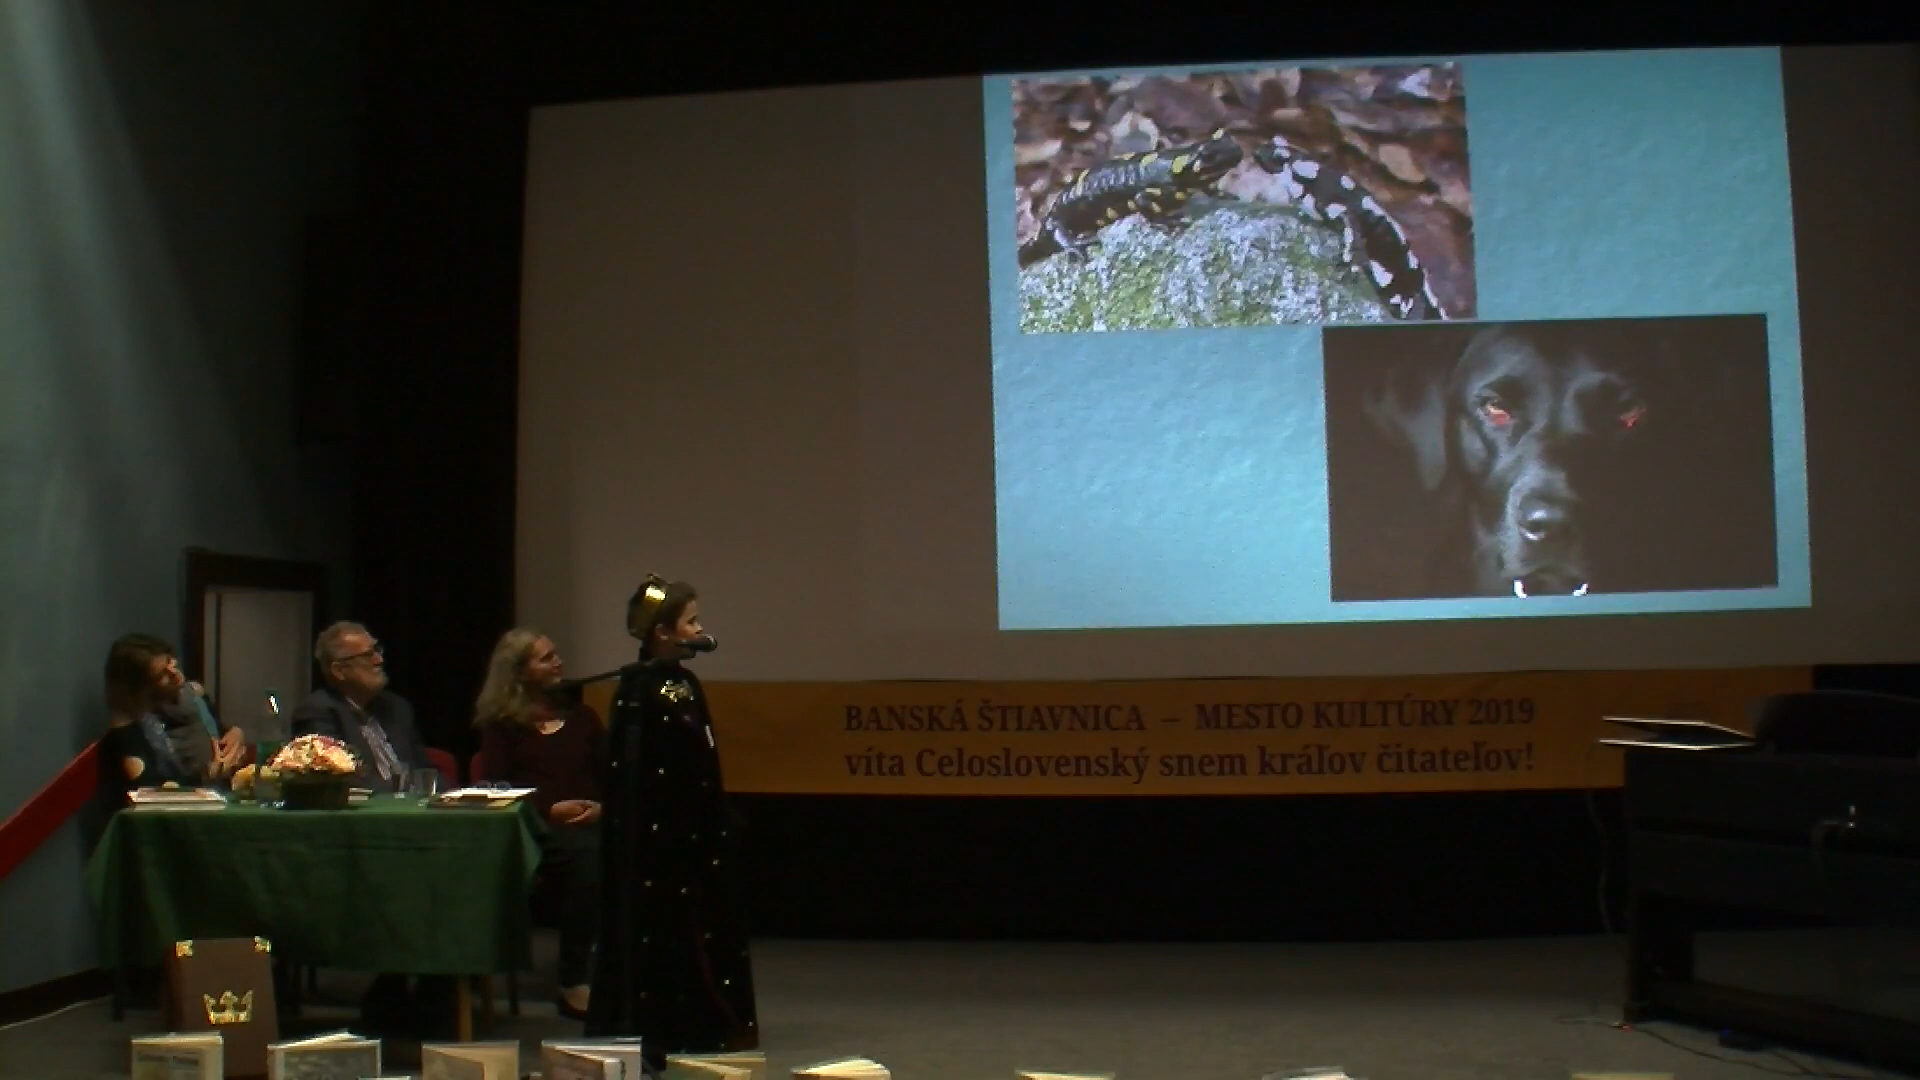 BANSKÁ ŠTIAVNICA – MESTO KULTÚRY 2019
víta Celoslovenský snem kráľov čitateľov!